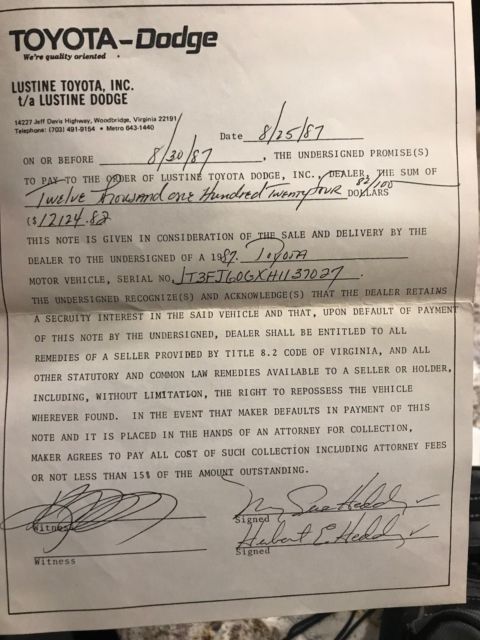 TOYOTA-Dodge
We're quality oriented
LUSTINE TOYOTA, INC.
t/a LUSTINE DODGE
14227 Jeff Davis Highway, Woodbridge, Virginia 22191
Telephone: (703) 491-9154 • Metro 643-1440
Date 8/25/87
ON OR BEFORE 8/30/87, THE UNDERSIGNED PROMISE(S)
TO PAY TO THE ORDER OF LUSTINE TOYOTA DODGE, INC., DEALER, THE SUM OF
Twelve Thousand one Hundred Twenty four 82/100 DOLLARS
($12124.82
THIS NOTE IS GIVEN IN CONSIDERATION OF THE SALE AND DELIVERY BY THE
DEALER TO THE UNDERSIGNED OF A 1987. Toyota
MOTOR VEHICLE, SERIAL NO. JT3FJ60GXH1137027.
THE UNDERSIGNED RECOGNIZE(S) AND ACKNOWLEDGE(S) THAT THE DEALER RETAINS
A SECRUITY INTEREST IN THE SAID VEHICLE AND THAT, UPON DEFAULT OF PAYMENT
OF THIS NOTE BY THE UNDERSIGNED, DEALER SHALL BE ENTITLED TO ALL
REMEDIES OF A SELLER PROVIDED BY TITLE 8.2 CODE OF VIRGINIA, AND ALL
OTHER STATUTORY AND COMMON LAW REMEDIES AVAILABLE TO A SELLER OR HOLDER,
INCLUDING, WITHOUT LIMITATION, THE RIGHT TO REPOSSESS THE VEHICLE
WHEREVER FOUND. IN THE EVENT THAT MAKER DEFAULTS IN PAYMENT OF THIS
NOTE AND IT IS PLACED IN THE HANDS OF AN ATTORNEY FOR COLLECTION,
MAKER AGREES TO PAY ALL COST OF SUCH COLLECTION INCLUDING ATTORNEY FEES
OR NOT LESS THAN 15% OF THE AMOUNT OUTSTANDING.
Witness
Signed
Witness
Signed